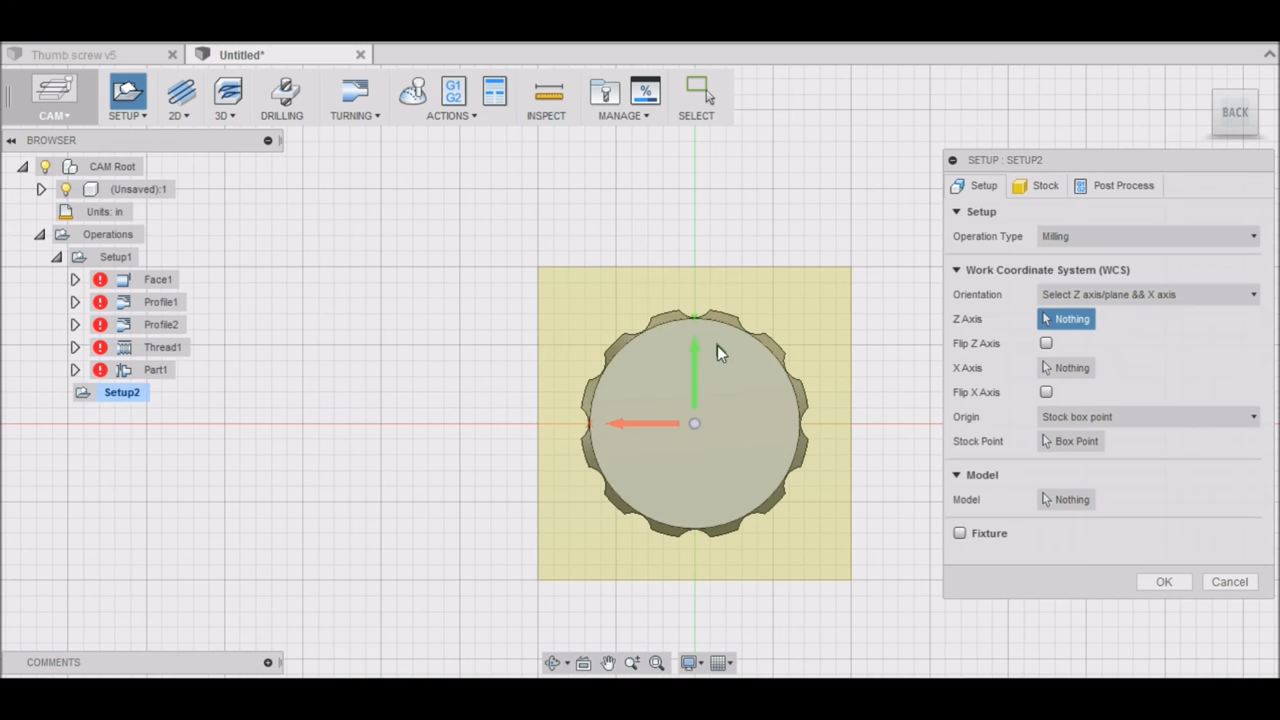 Thumb screw v5
Untitled*
CAM
SETUP
2D
3D
DRILLING
TURNING
G1
G2
ACTIONS
INSPECT
%
MANAGE
SELECT
BROWSER
CAM Root
(Unsaved):1
Units: in
Operations
Setup1
Face1
Profile1
Profile2
Thread1
Part1
Setup2
BACK
SETUP : SETUP2
Setup
Stock
Post Process
Setup
Operation Type Milling
Work Coordinate System (WCS)
Orientation Select Z axis/plane && X axis
Z Axis Nothing
Flip Z Axis
X Axis Nothing
Flip X Axis
Origin Stock box point
Stock Point Box Point
Model
Model Nothing
Fixture
OK Cancel
COMMENTS